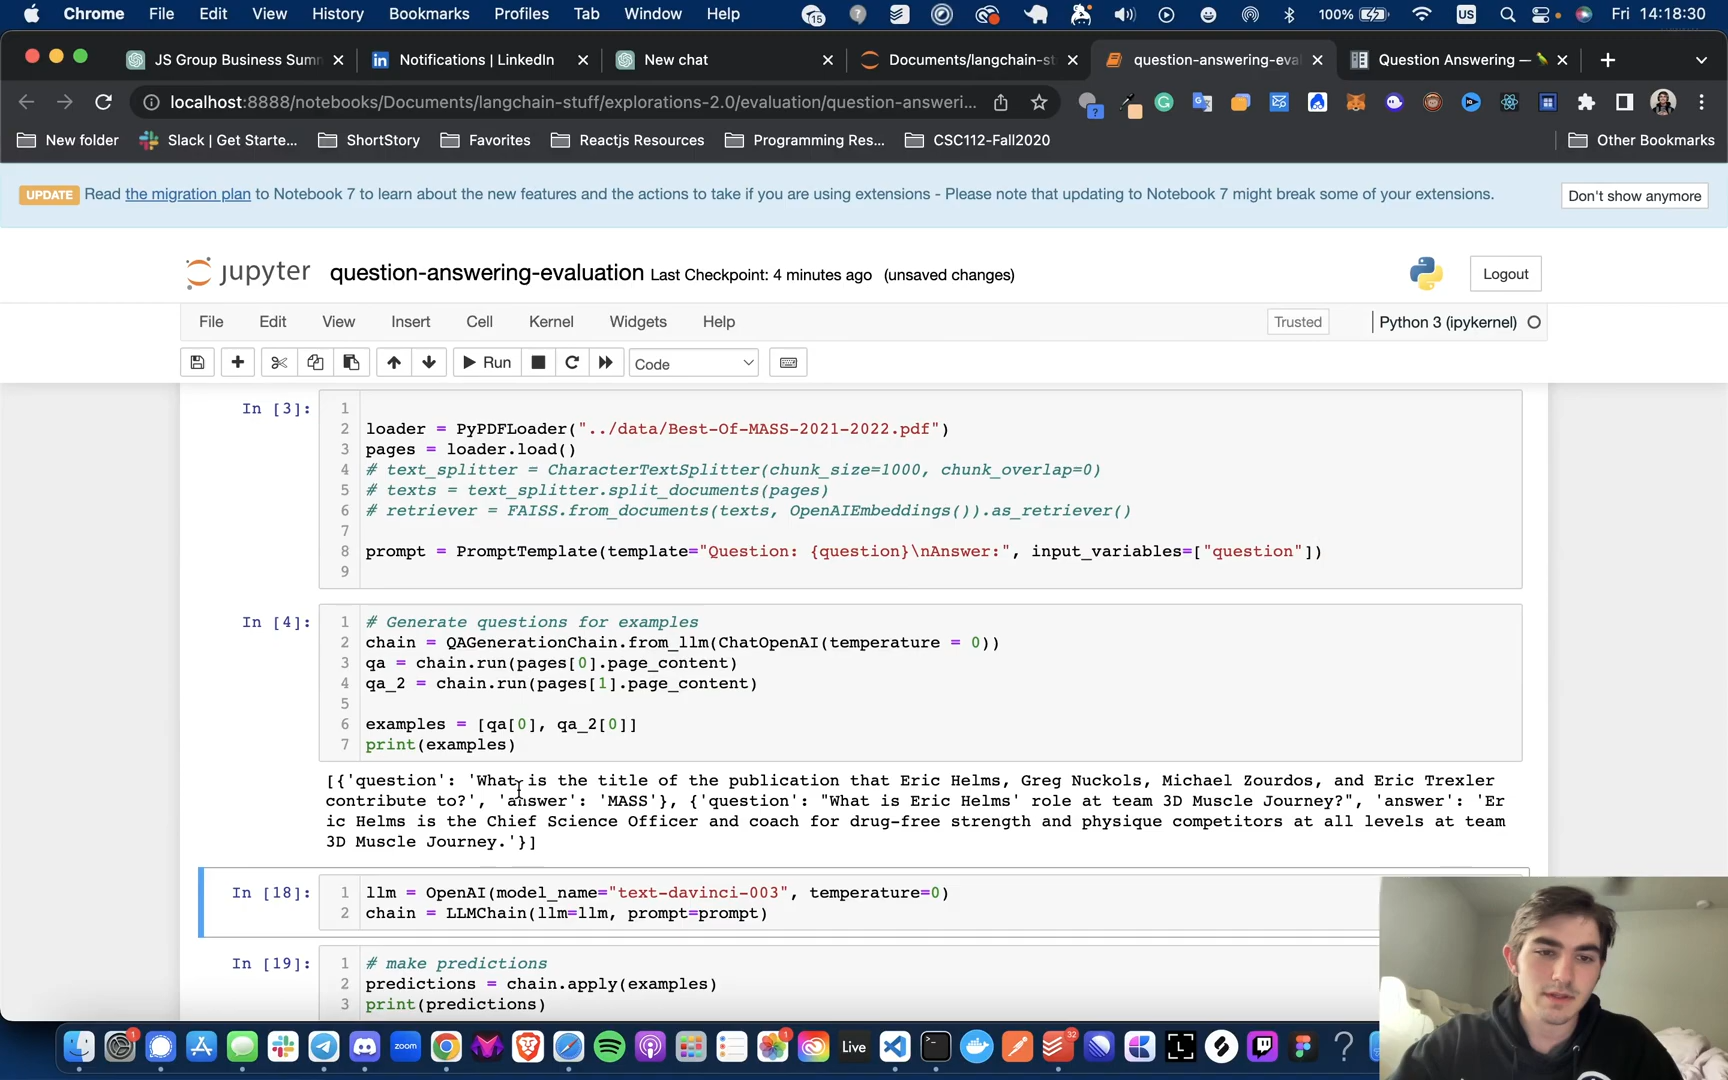 Chrome File Edit View History Bookmarks Profiles Tab Window Help 15 100% US Fri 14:18:30
JS Group Business Sum Notifications | LinkedIn New chat Documents/langchain-st question-answering-eva Question Answering —
localhost:8888/notebooks/Documents/langchain-stuff/explorations-2.0/evaluation/question-answeri...
New folder Slack | Get Starte... ShortStory Favorites Reactjs Resources Programming Res... CSC112-Fall2020 Other Bookmarks
UPDATE Read the migration plan to Notebook 7 to learn about the new features and the actions to take if you are using extensions - Please note that updating to Notebook 7 might break some of your extensions. Don't show anymore
jupyter question-answering-evaluation Last Checkpoint: 4 minutes ago (unsaved changes) Logout
File Edit View Insert Cell Kernel Widgets Help Trusted Python 3 (ipykernel)
Run Code
In [3]: 1
2 loader = PyPDFLoader("../data/Best-Of-MASS-2021-2022.pdf")
3 pages = loader.load()
4 # text_splitter = CharacterTextSplitter(chunk_size=1000, chunk_overlap=0)
5 # texts = text_splitter.split_documents(pages)
6 # retriever = FAISS.from_documents(texts, OpenAIEmbeddings()).as_retriever()
7
8 prompt = PromptTemplate(template="Question: {question}\nAnswer:", input_variables=["question"])
9
In [4]: 1 # Generate questions for examples
2 chain = QAGenerationChain.from_llm(ChatOpenAI(temperature = 0))
3 qa = chain.run(pages[0].page_content)
4 qa_2 = chain.run(pages[1].page_content)
5
6 examples = [qa[0], qa_2[0]]
7 print(examples)
[{'question': 'What is the title of the publication that Eric Helms, Greg Nuckols, Michael Zourdos, and Eric Trexler
contribute to?', 'answer': 'MASS'}, {'question': "What is Eric Helms' role at team 3D Muscle Journey?", 'answer': 'Er
ic Helms is the Chief Science Officer and coach for drug-free strength and physique competitors at all levels at team
3D Muscle Journey.'}]
In [18]: 1 llm = OpenAI(model_name="text-davinci-003", temperature=0)
2 chain = LLMChain(llm=llm, prompt=prompt)
In [19]: 1 # make predictions
2 predictions = chain.apply(examples)
3 print(predictions)
1 zoom 1 Live 32